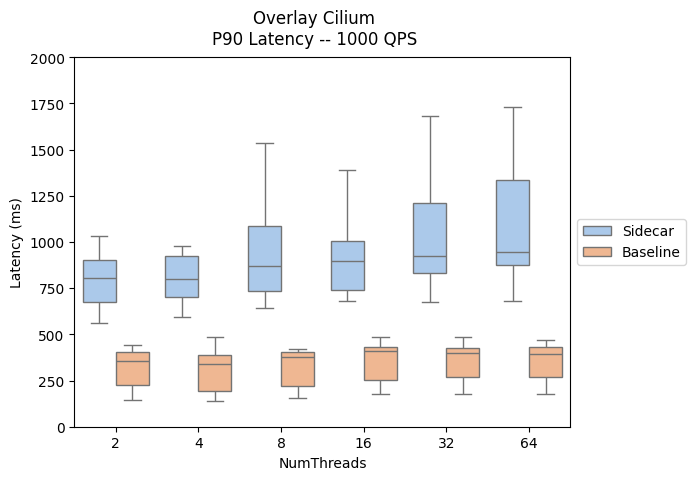 Overlay Cilium
P90 Latency -- 1000 QPS
2000
1750
1500
1250
1000
750
500
250
0
Latency (ms)
2 4 8 16 32 64
NumThreads
Sidecar
Baseline